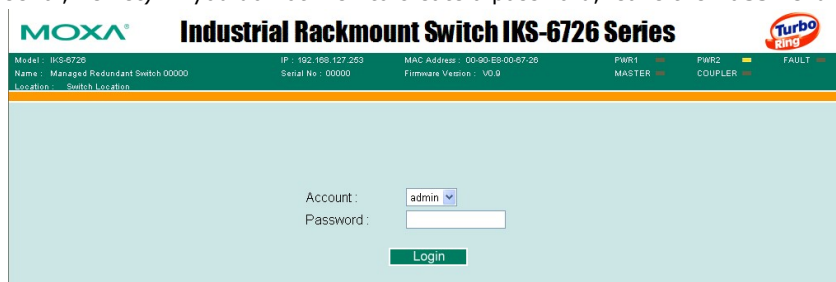 MOXA® Industrial Rackmount Switch IKS-6726 Series Turbo Ring
Model : IKS-6726 IP : 192.168.127.253 MAC Address : 00-90-E8-00-67-26 PWR1 PWR2 FAULT
Name : Managed Redundant Switch 00000 Serial No : 00000 Firmware Version : V0.9 MASTER COUPLER
Location : Switch Location
Account :
admin
Password :
Login